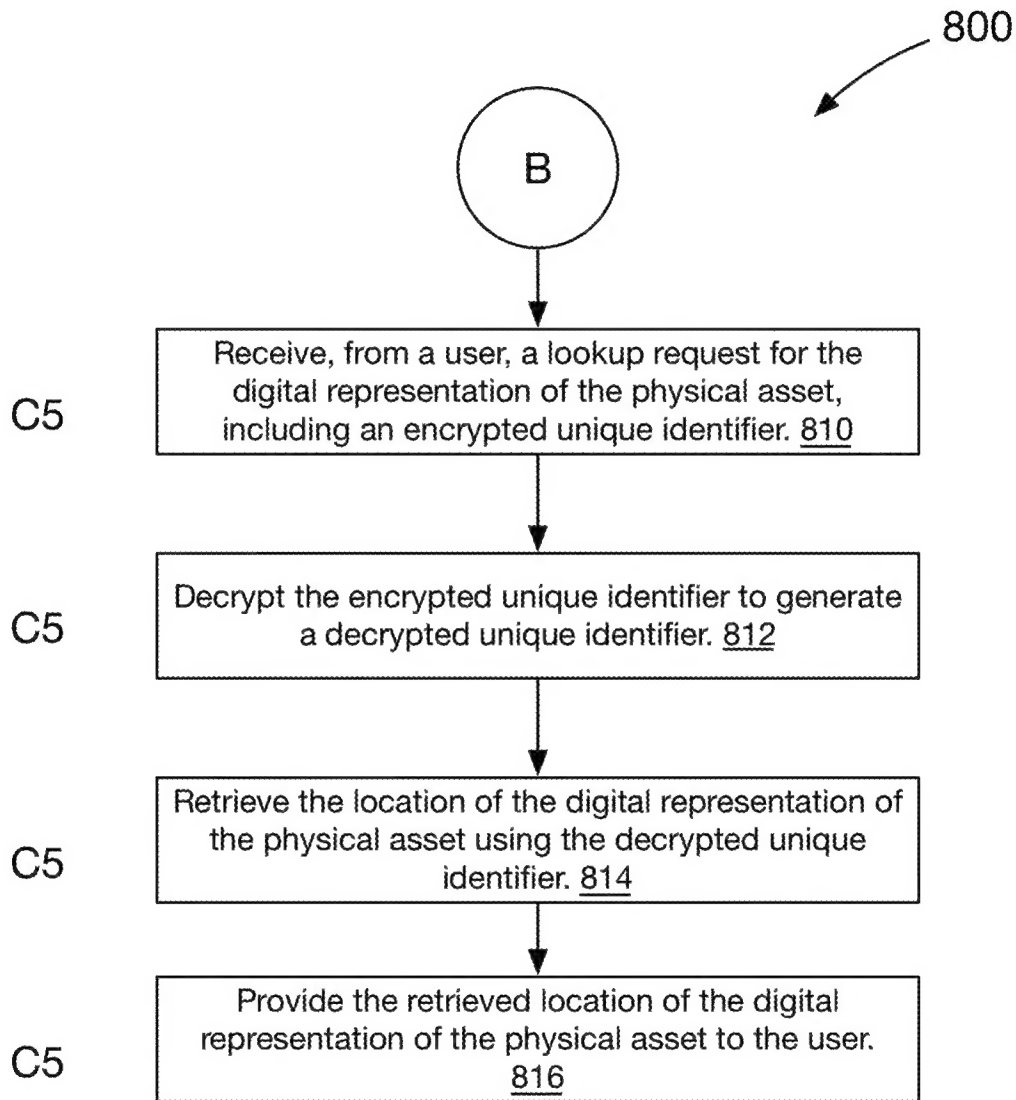 800
B
Receive, from a user, a lookup request for the
digital representation of the physical asset,
including an encrypted unique identifier. 810
C5
Decrypt the encrypted unique identifier to generate
a decrypted unique identifier. 812
C5
Retrieve the location of the digital representation of
the physical asset using the decrypted unique
identifier. 814
C5
Provide the retrieved location of the digital
representation of the physical asset to the user.
816
C5